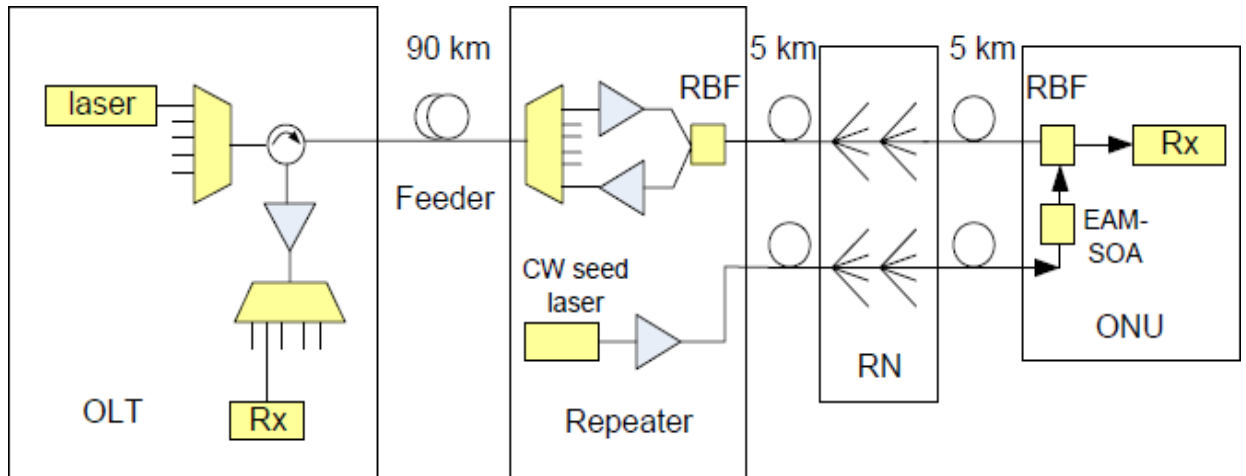 laser
OLT
Rx
90 km
Feeder
RBF
CW seed
laser
Repeater
5 km
RN
5 km
RBF
Rx
EAM-
SOA
ONU